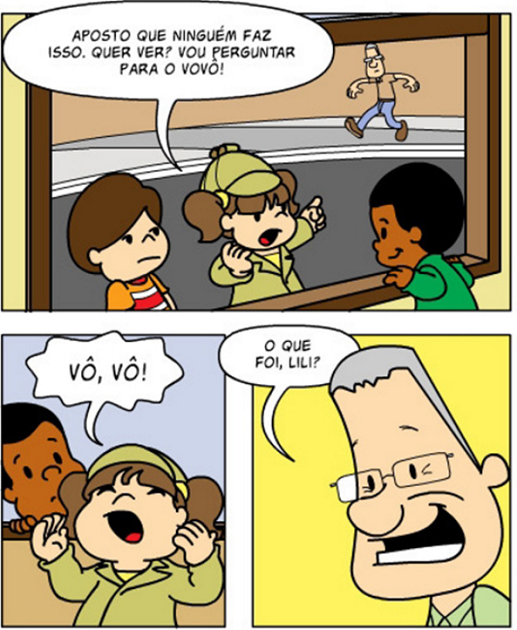 APOSTO QUE NINGUÉM FAZ
ISSO. QUER VER? VOU PERGUNTAR
PARA O VOVÔ!
VÔ, VÔ!
O QUE
FOI, LILI?